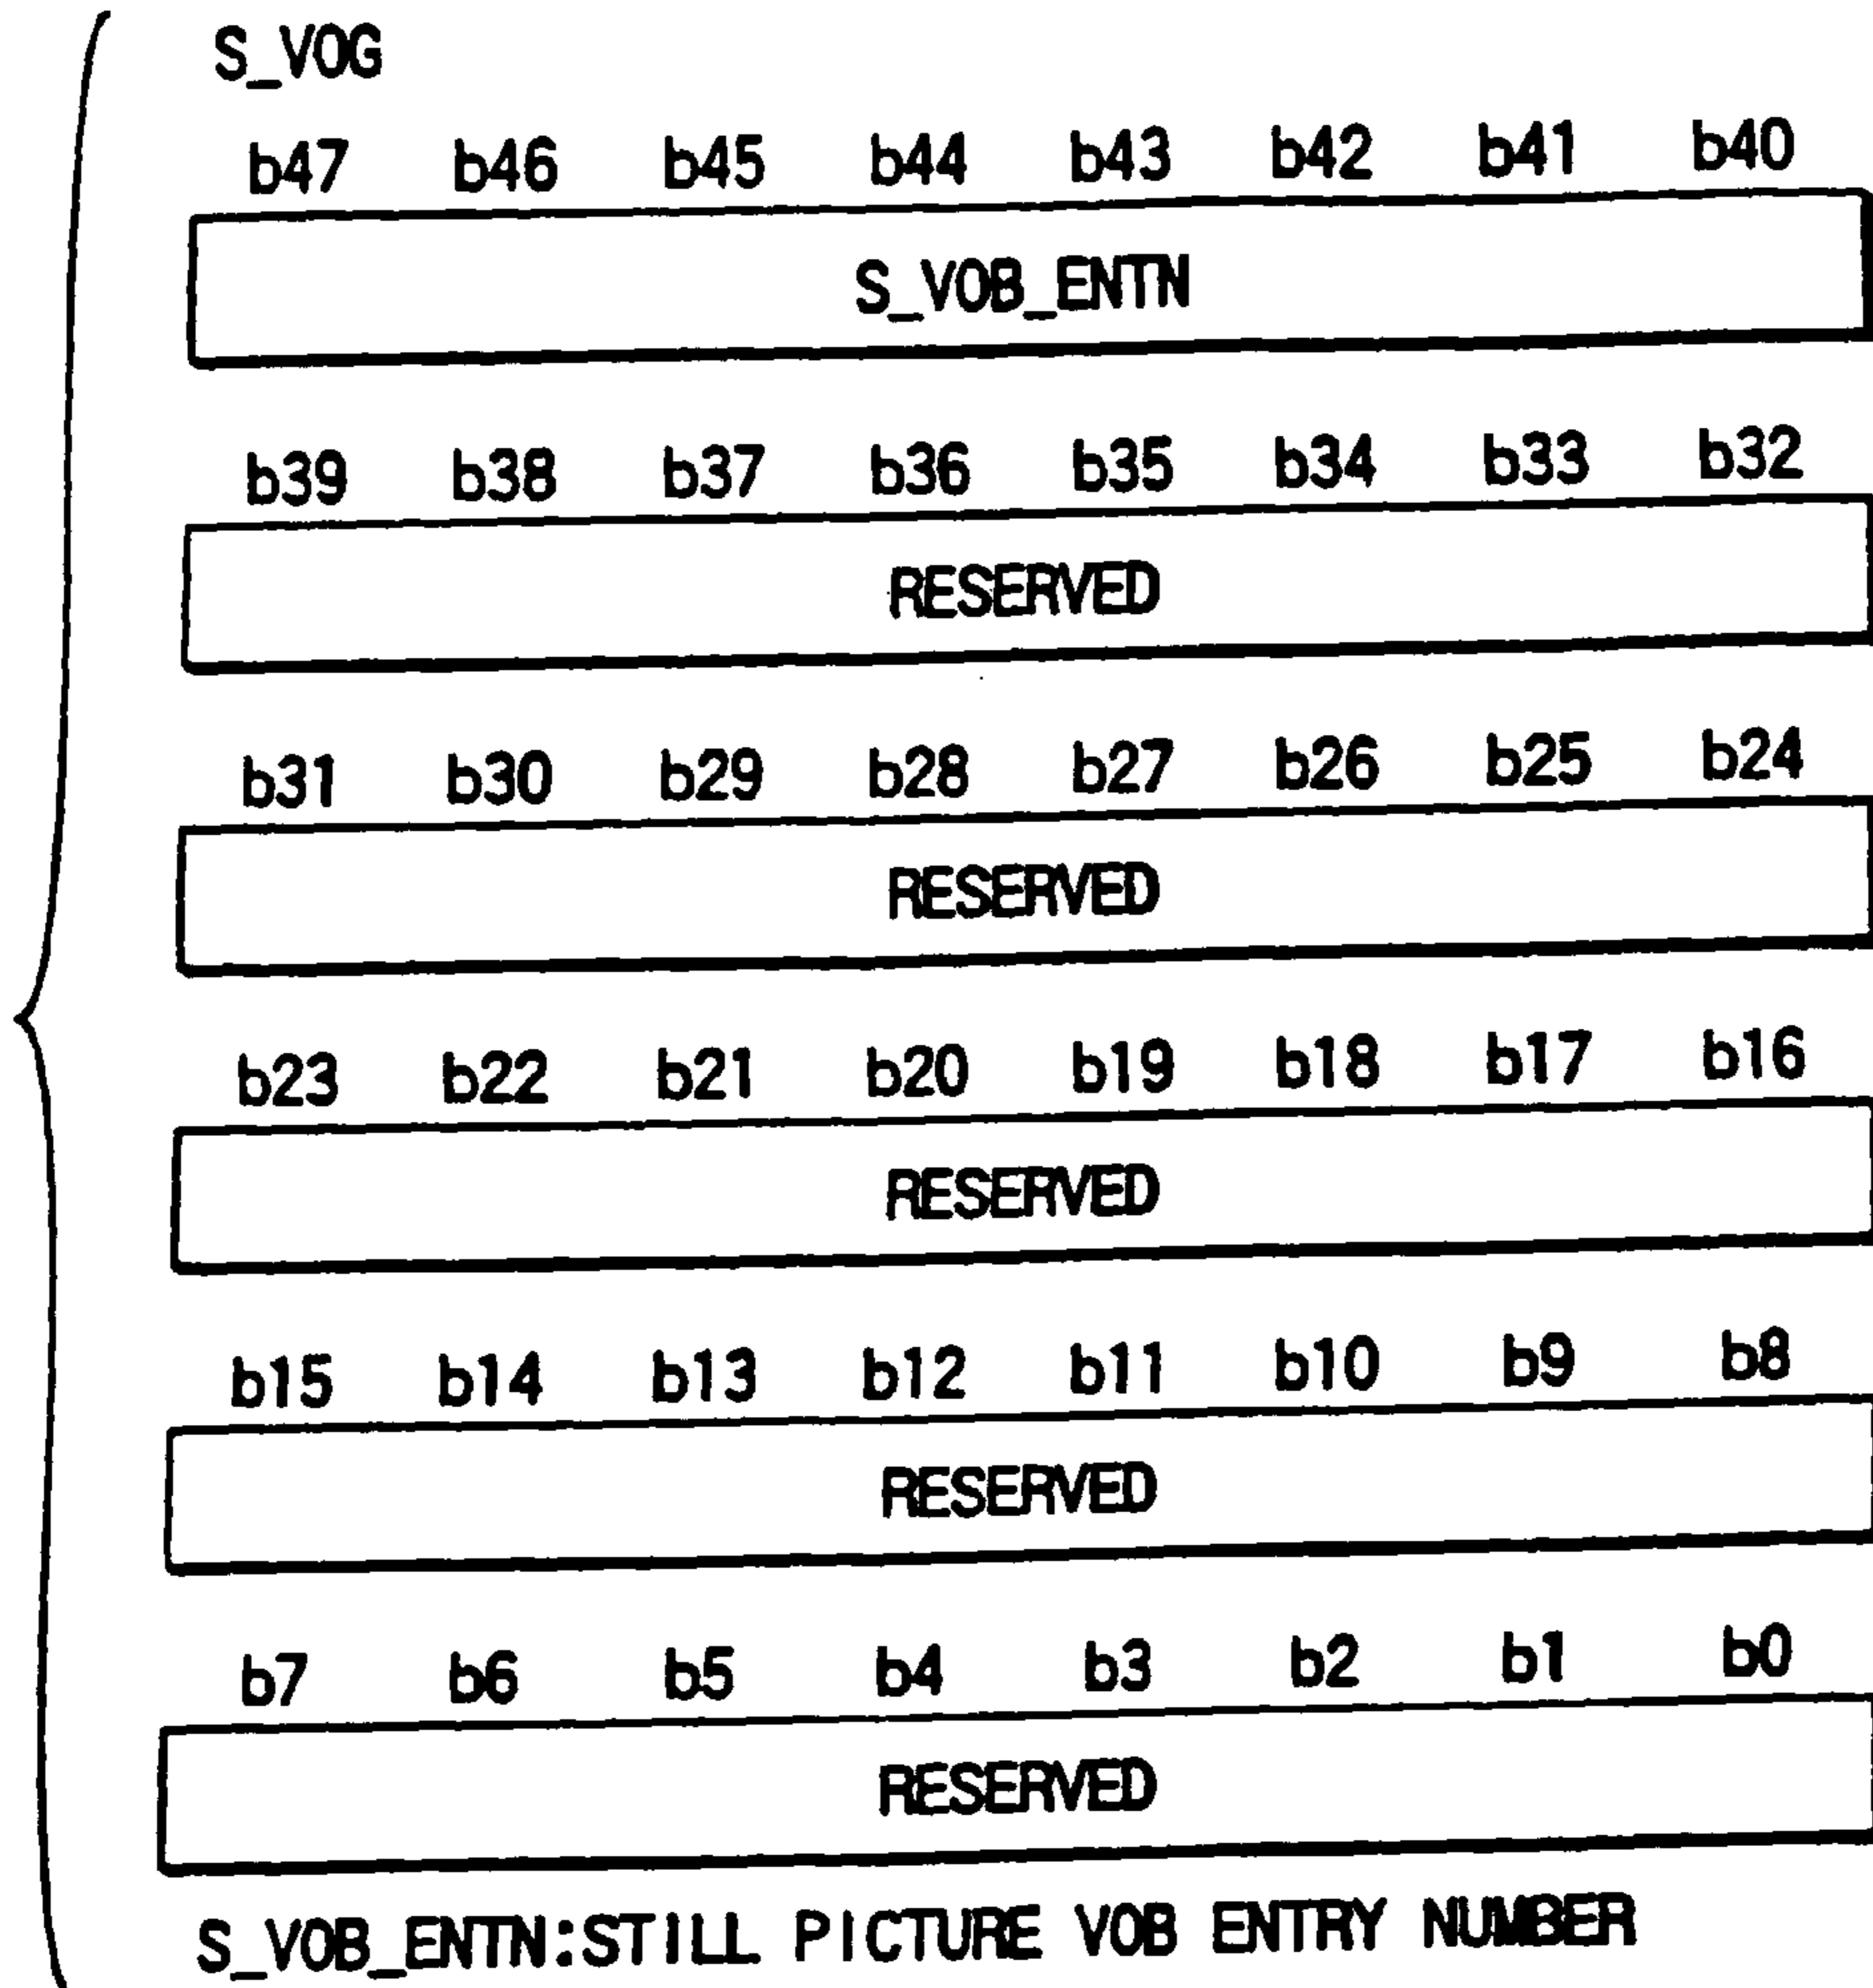 S_VOG
b47 b46 b45 b44 b43 b42 b41 b40
S_VOB_ENTN
b39 b38 b37 b36 b35 b34 b33 b32
RESERVED
b31 b30 b29 b28 b27 b26 b25 b24
RESERVED
b23 b22 b21 b20 b19 b18 b17 b16
RESERVED
b15 b14 b13 b12 b11 b10 b9 b8
RESERVED
b7 b6 b5 b4 b3 b2 b1 b0
RESERVED
S_VOB_ENTN:STILL PICTURE VOB ENTRY NUMBER